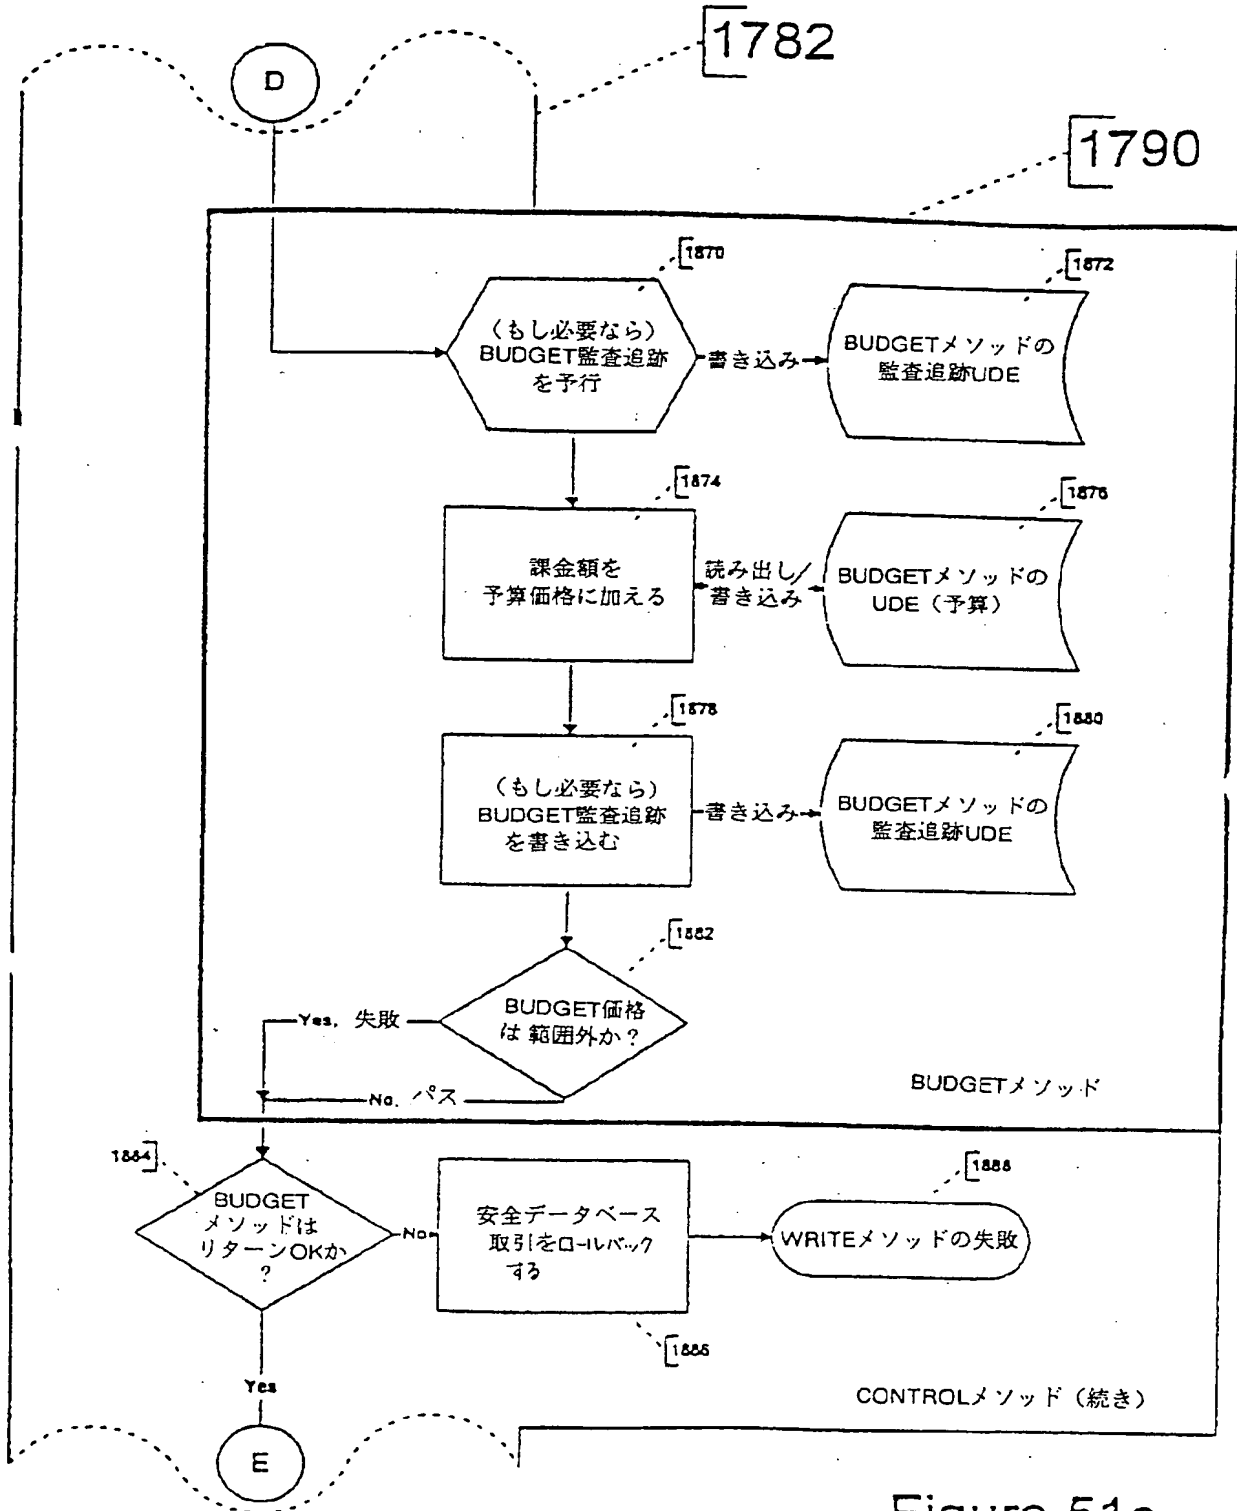 1782
D
1790
1870
1872
(もし必要なら)
BUDGET監査追跡
を予行
書き込み
BUDGETメソッドの
監査追跡UDE
1874
1876
課金額を
予算価格に加える
読み出し/
書き込み
BUDGETメソッドの
UDE(予算)
1878
1880
(もし必要なら)
BUDGET監査追跡
を書き込む
書き込み
BUDGETメソッドの
監査追跡UDE
1882
BUDGET価格
は 範囲外か?
Yes, 失敗
No, パス
BUDGETメソッド
1884
BUDGET
メソッドは
リターンOKか
?
No
安全データベース
取引をロールバック
する
1888
WRITEメソッドの失敗
1886
Yes
CONTROLメソッド(続き)
E